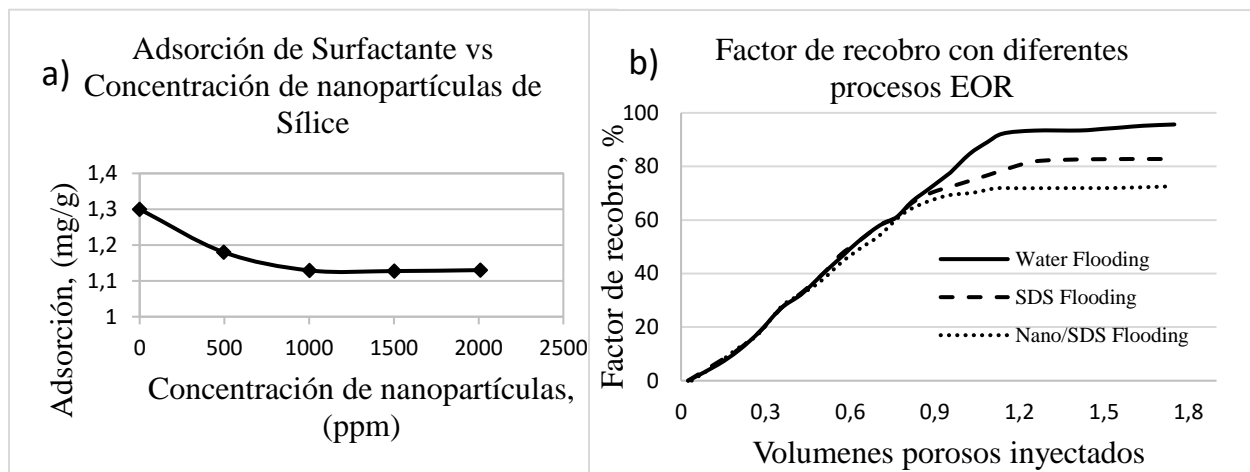 a)
Adsorción de Surfactante vs
Concentración de nanopartículas de
Sílice
Adsorción, (mg/g)
1,4
1,3
1,2
1,1
1
0
500
1000
1500
2000
2500
Concentración de nanopartículas,
(ppm)
b)
Factor de recobro con diferentes
procesos EOR
Factor de recobro, %
100
80
60
40
20
0
Water Flooding
SDS Flooding
Nano/SDS Flooding
0
0,3
0,6
0,9
1,2
1,5
1,8
Volumenes porosos inyectados